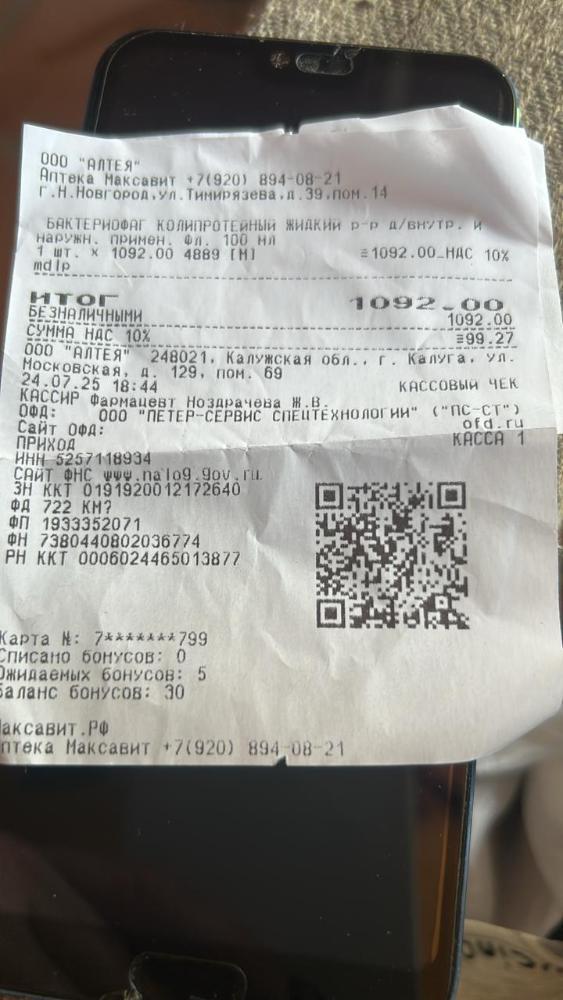 ООО "АЛТЕЯ"
Аптека Максавит +7(920) 894-08-21
Г.Н.Новгород,ул.Тимирязева,д.39,пом.14
БАКТЕРИОФАГ КОЛИПРОТЕЙНЫЙ ЖИДКИЙ р-р д/внутр. и
наружн. примен. Фл. 100 мл
1 шт. × 1092.00 4889 [М] ≡1092.00_НДС 10%
mdlp
ИТОГ 1092.00
БЕЗНАЛИЧНЫМИ 1092.00
СУММА НДС 10% ≡99.27
ООО "АЛТЕЯ" 248021, Калужская обл., г. Калуга, ул.
Московская, д. 129, пом. 69
24.07.25 18:44 КАССОВЫЙ ЧЕК
КАССИР Фармацевт Ноздрачева Ж.В.
ОФД: ООО "ПЕТЕР-СЕРВИС СПЕЦТЕХНОЛОГИИ" ("ПС-СТ")
Сайт ОФД: ofd.ru
ПРИХОД КАССА 1
ИНН 5257118934
САЙТ ФНС www.nalog.gov.ru
ЗН ККТ 0191920012172640
ФД 722 КМ?
ФП 1933352071
ФН 7380440802036774
РН ККТ 0006024465013877
Карта №: 7*******799
Списано бонусов: 0
Ожидаемых бонусов: 5
баланс бонусов: 30
аксавит.РФ
птека Максавит +7(920) 894-08-21